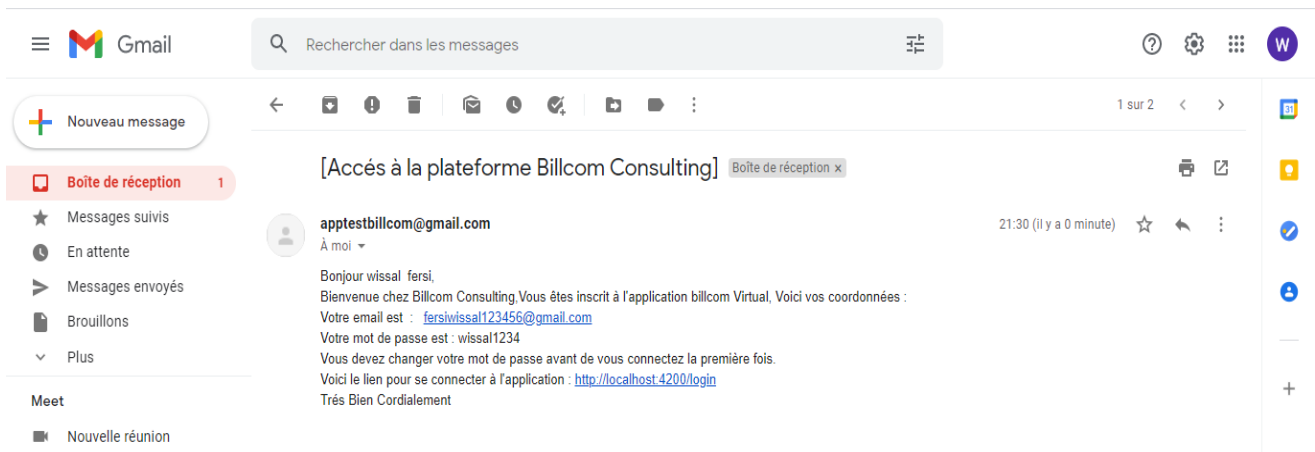 Gmail
Rechercher dans les messages
W
Nouveau message
1 sur 2
31
[Accés à la plateforme Billcom Consulting] Boîte de réception x
Boîte de réception 1
Messages suivis
apptestbillcom@gmail.com 21:30 (il y a 0 minute)
À moi
En attente
Bonjour wissal fersi,
Messages envoyés
Bienvenue chez Billcom Consulting,Vous êtes inscrit à l'application billcom Virtual, Voici vos coordonnées :
Votre email est : fersiwissal123456@gmail.com
Brouillons
Votre mot de passe est : wissal1234
Plus
Vous devez changer votre mot de passe avant de vous connectez la première fois.
Voici le lien pour se connecter à l'application : http://localhost:4200/login
Meet
Trés Bien Cordialement
Nouvelle réunion